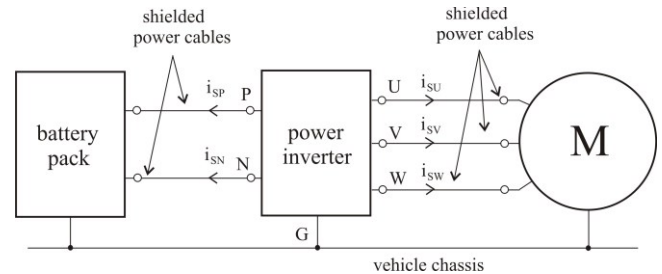 shielded
power cables
shielded
power cables
battery
pack
i_SP
P
i_SN
N
power
inverter
G
U
i_SU
V
i_SV
W
i_SW
M
vehicle chassis